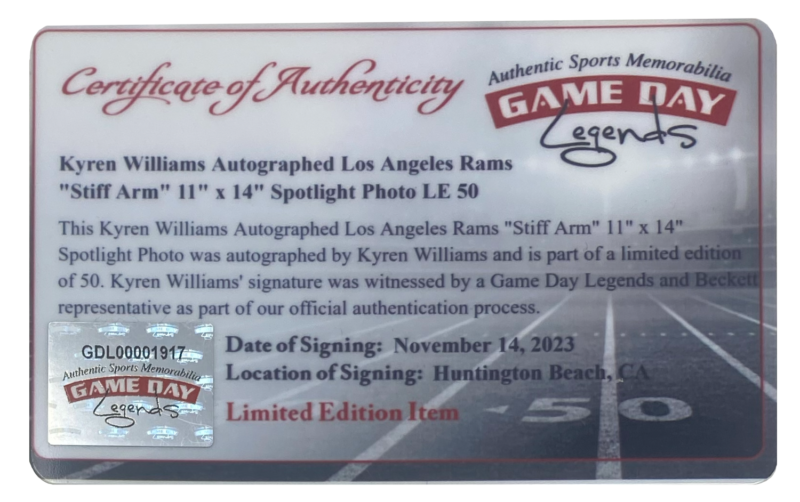 Certificate of Authenticity
Authentic Sports Memorabilia
GAME DAY
Legends
Kyren Williams Autographed Los Angeles Rams
"Stiff Arm" 11" x 14" Spotlight Photo LE 50
This Kyren Williams Autographed Los Angeles Rams "Stiff Arm" 11" x 14"
Spotlight Photo was autographed by Kyren Williams and is part of a limited edition
of 50. Kyren Williams' signature was witnessed by a Game Day Legends and Beckett
representative as part of our official authentication process.
GDL00001917
Authentic Sports Memorabilia
GAME DAY
Legends
Date of Signing: November 14, 2023
Location of Signing: Huntington Beach, CA
Limited Edition Item
50